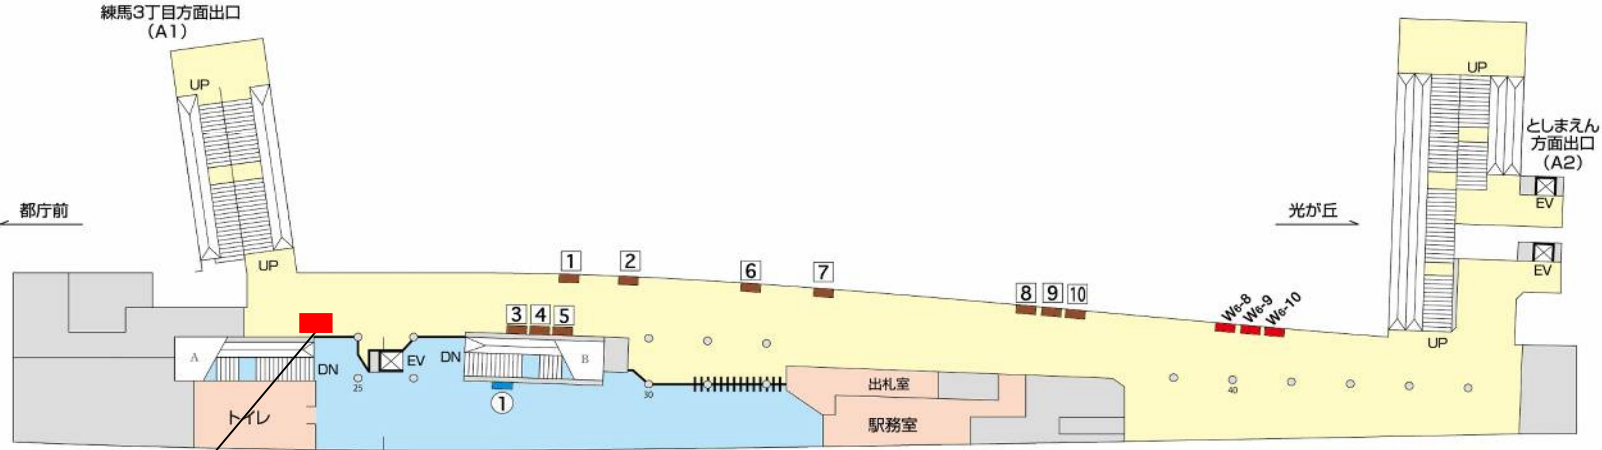 練馬3丁目方面出口
（A1）
UP
UP
都庁前
光が丘
UP
としまえん
方面出口
（A2）
EV
EV
UP
1
2
6
7
8
9
10
W6-8
W6-9
W6-10
3
4
5
A
DN
EV
DN
B
25
30
40
①
トイレ
出札室
駅務室